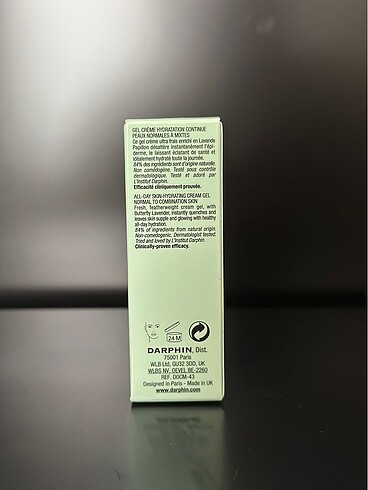 GEL CRÈME HYDRATATION CONTINUE
PEAUX NORMALES À MIXTES
Ce gel crème ultra frais enrichi en Lavande
Papillon désaltère instantanément l'épi-
derme, le laissant éclatant de santé et
idéalement hydraté toute la journée.
84% des ingrédients sont d'origine naturelle.
Non comédogène. Testé sous contrôle
dermatologique. Testé et adoré par
L'Institut Darphin.
Efficacité cliniquement prouvée.
ALL-DAY SKIN-HYDRATING CREAM GEL
NORMAL TO COMBINATION SKIN
Fresh, featherweight cream gel, with
Butterfly Lavender, instantly quenches and
leaves skin supple and glowing with healthy
all-day hydration.
84% of ingredients from natural origin.
Non-comedogenic. Dermatologist tested.
Tried and loved by L'Institut Darphin.
Clinically-proven efficacy.
24 M
DARPHIN, Dist.
75001 Paris
WLB Ltd, GU32 3DD, UK
WLBS NV, OEVEL BE-2260
REF. D0CM-43
Designed in Paris - Made in UK
www.darphin.com